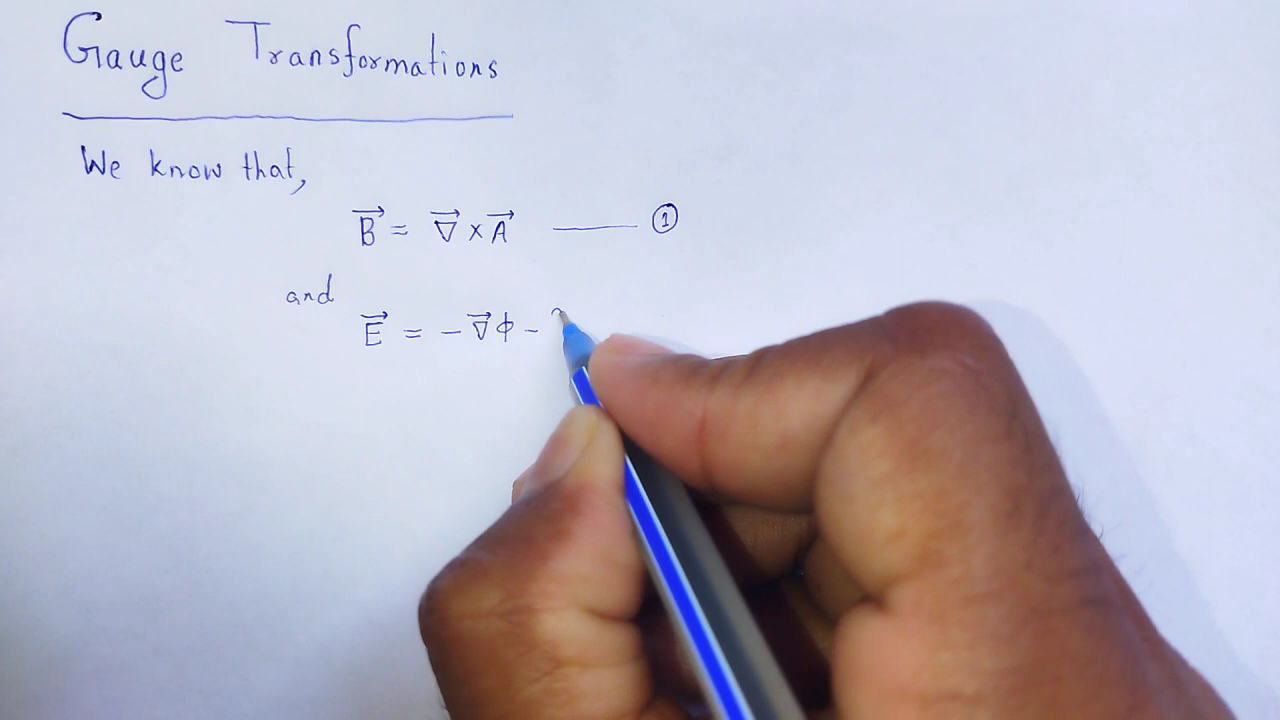 Gauge Transformations
We know that,
B⃗ = ∇⃗ × A⃗ —— ①
and
E⃗ = − ∇⃗ϕ −